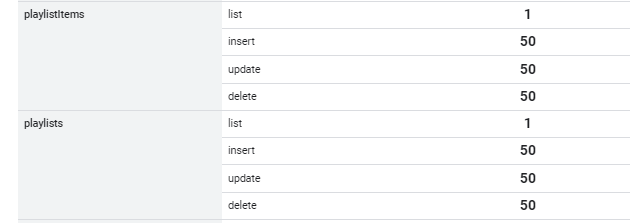 playlistItems list 1
insert 50
update 50
delete 50
playlists list 1
insert 50
update 50
delete 50